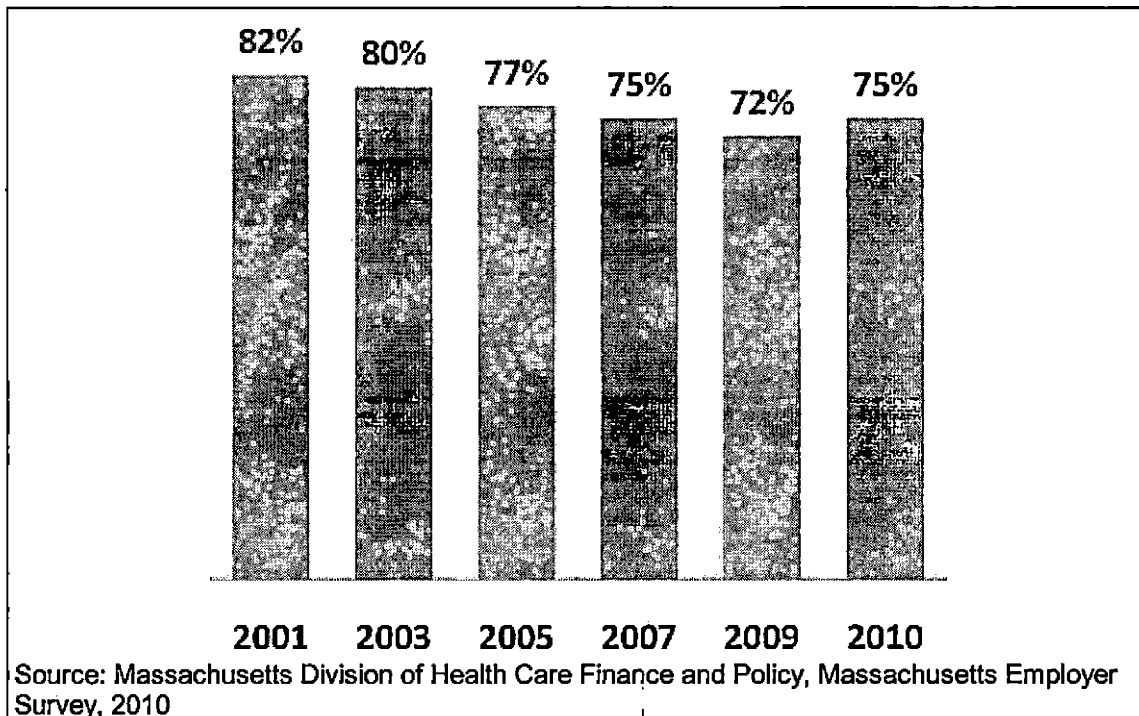 82% 80% 77% 75% 72% 75%
2001 2003 2005 2007 2009 2010
Source: Massachusetts Division of Health Care Finance and Policy, Massachusetts Employer
Survey, 2010